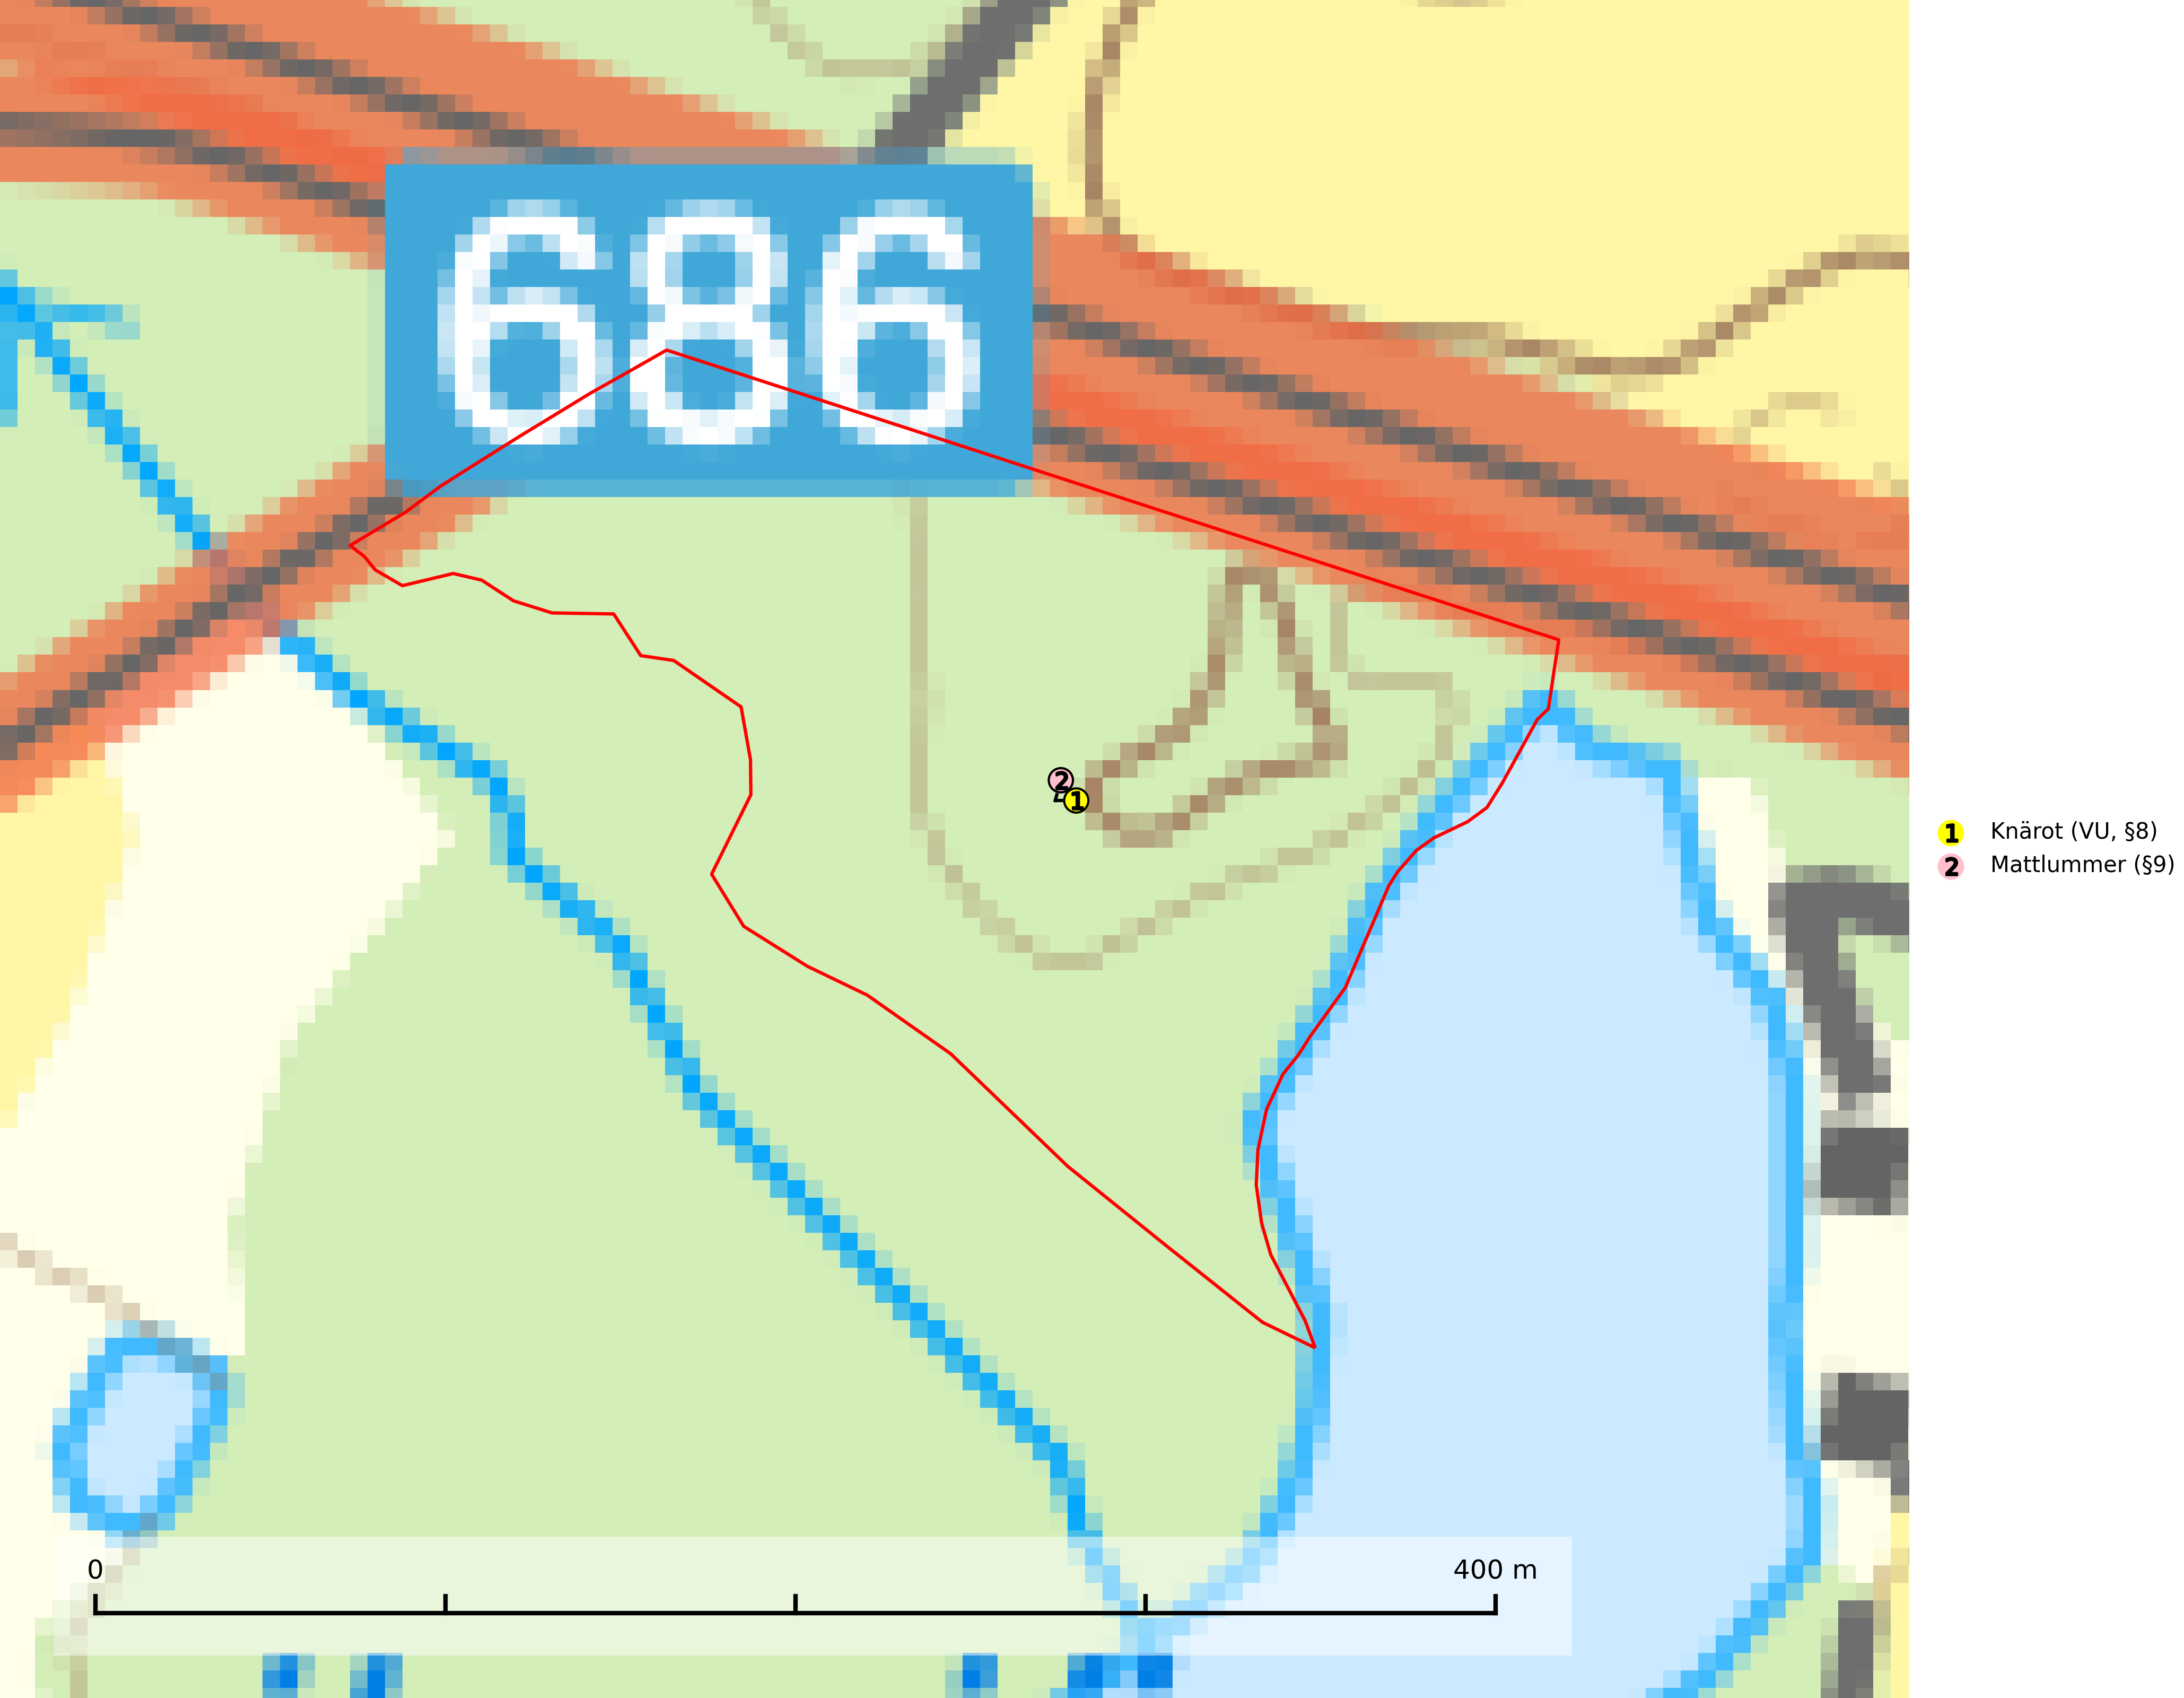 686
2
1
1 Knärot (VU, §8)
2 Mattlummer (§9)
0 400 m